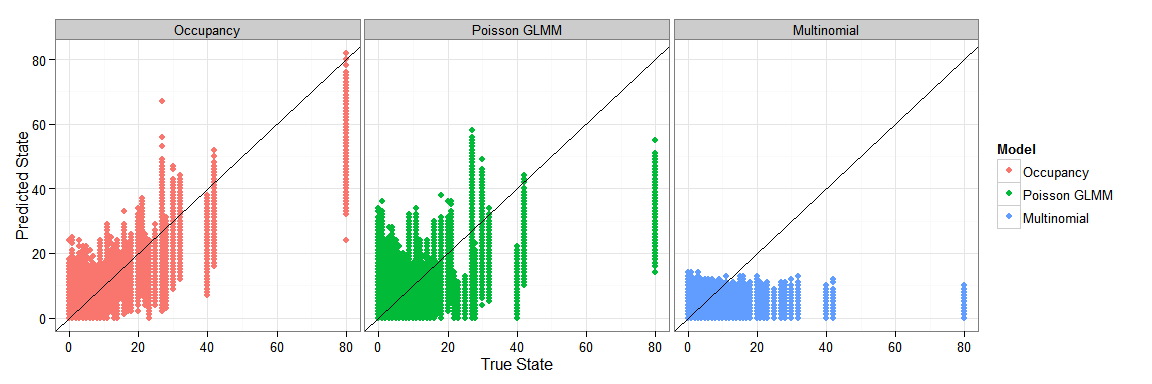 Occupancy Poisson GLMM Multinomial
80
60
40
20
0
Predicted State
0 20 40 60 80 0 20 40 60 80 0 20 40 60 80
True State
Model
Occupancy
Poisson GLMM
Multinomial